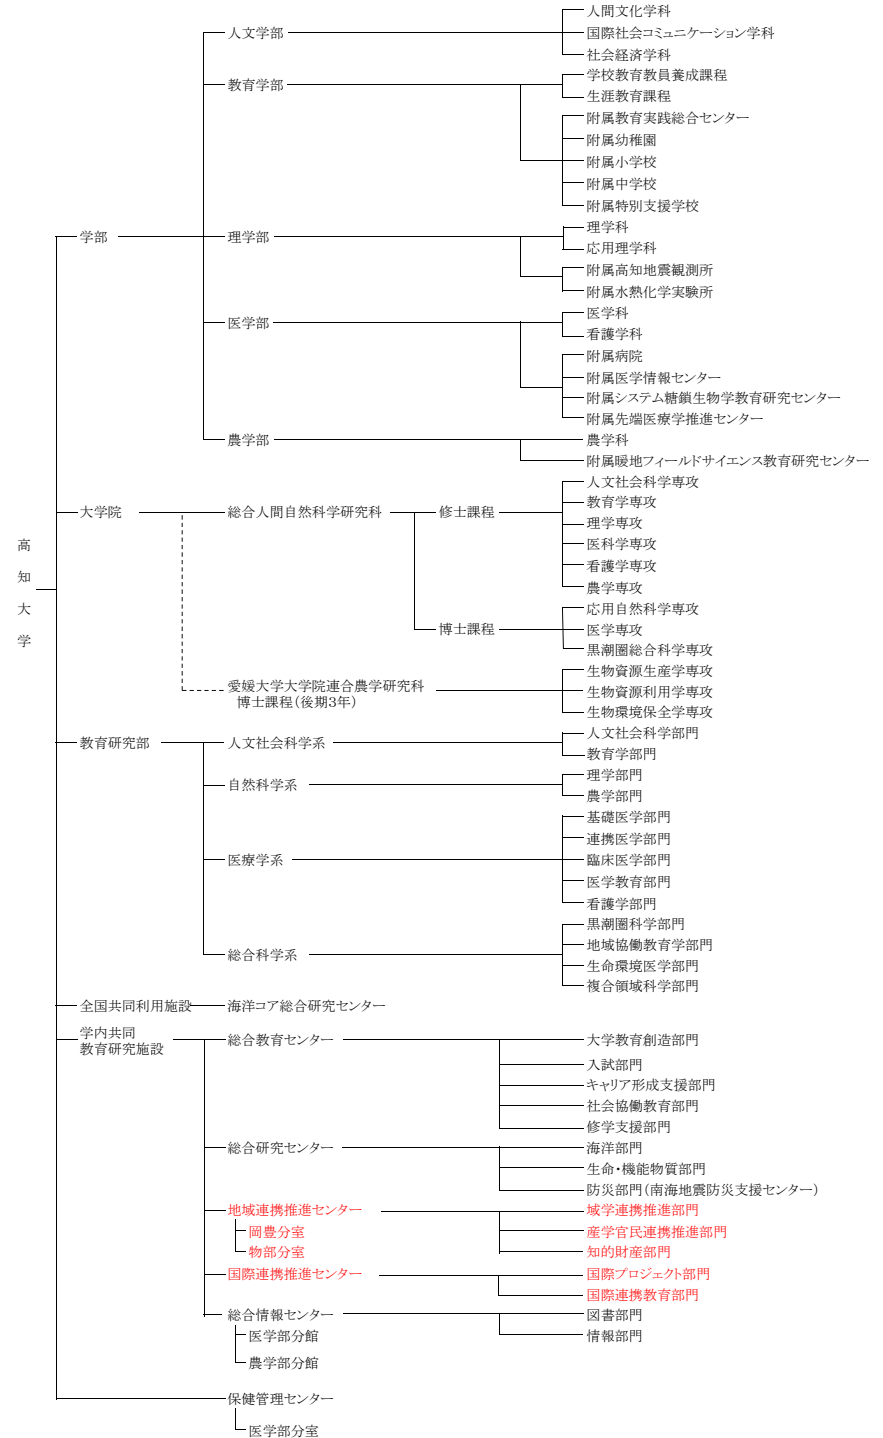 高知大学
学部
人文学部
人間文化学科
国際社会コミュニケーション学科
社会経済学科
教育学部
学校教育教員養成課程
生涯教育課程
附属教育実践総合センター
附属幼稚園
附属小学校
附属中学校
附属特別支援学校
理学部
理学科
応用理学科
附属高知地震観測所
附属水熱化学実験所
医学部
医学科
看護学科
附属病院
附属医学情報センター
附属システム糖鎖生物学教育研究センター
附属先端医療学推進センター
農学部
農学科
附属暖地フィールドサイエンス教育研究センター
大学院
総合人間自然科学研究科
修士課程
人文社会科学専攻
教育学専攻
理学専攻
医科学専攻
看護学専攻
農学専攻
博士課程
応用自然科学専攻
医学専攻
黒潮圏総合科学専攻
愛媛大学大学院連合農学研究科
博士課程(後期3年)
生物資源生産学専攻
生物資源利用学専攻
生物環境保全学専攻
教育研究部
人文社会科学系
人文社会科学部門
教育学部門
自然科学系
理学部門
農学部門
医療学系
基礎医学部門
連携医学部門
臨床医学部門
医学教育部門
看護学部門
総合科学系
黒潮圏科学部門
地域協働教育学部門
生命環境医学部門
複合領域科学部門
全国共同利用施設
海洋コア総合研究センター
学内共同
教育研究施設
総合教育センター
大学教育創造部門
入試部門
キャリア形成支援部門
社会協働教育部門
修学支援部門
総合研究センター
海洋部門
生命・機能物質部門
防災部門(南海地震防災支援センター)
地域連携推進センター
岡豊分室
物部分室
域学連携推進部門
産学官民連携推進部門
知的財産部門
国際連携推進センター
国際プロジェクト部門
国際連携教育部門
総合情報センター
医学部分館
農学部分館
図書部門
情報部門
保健管理センター
医学部分室